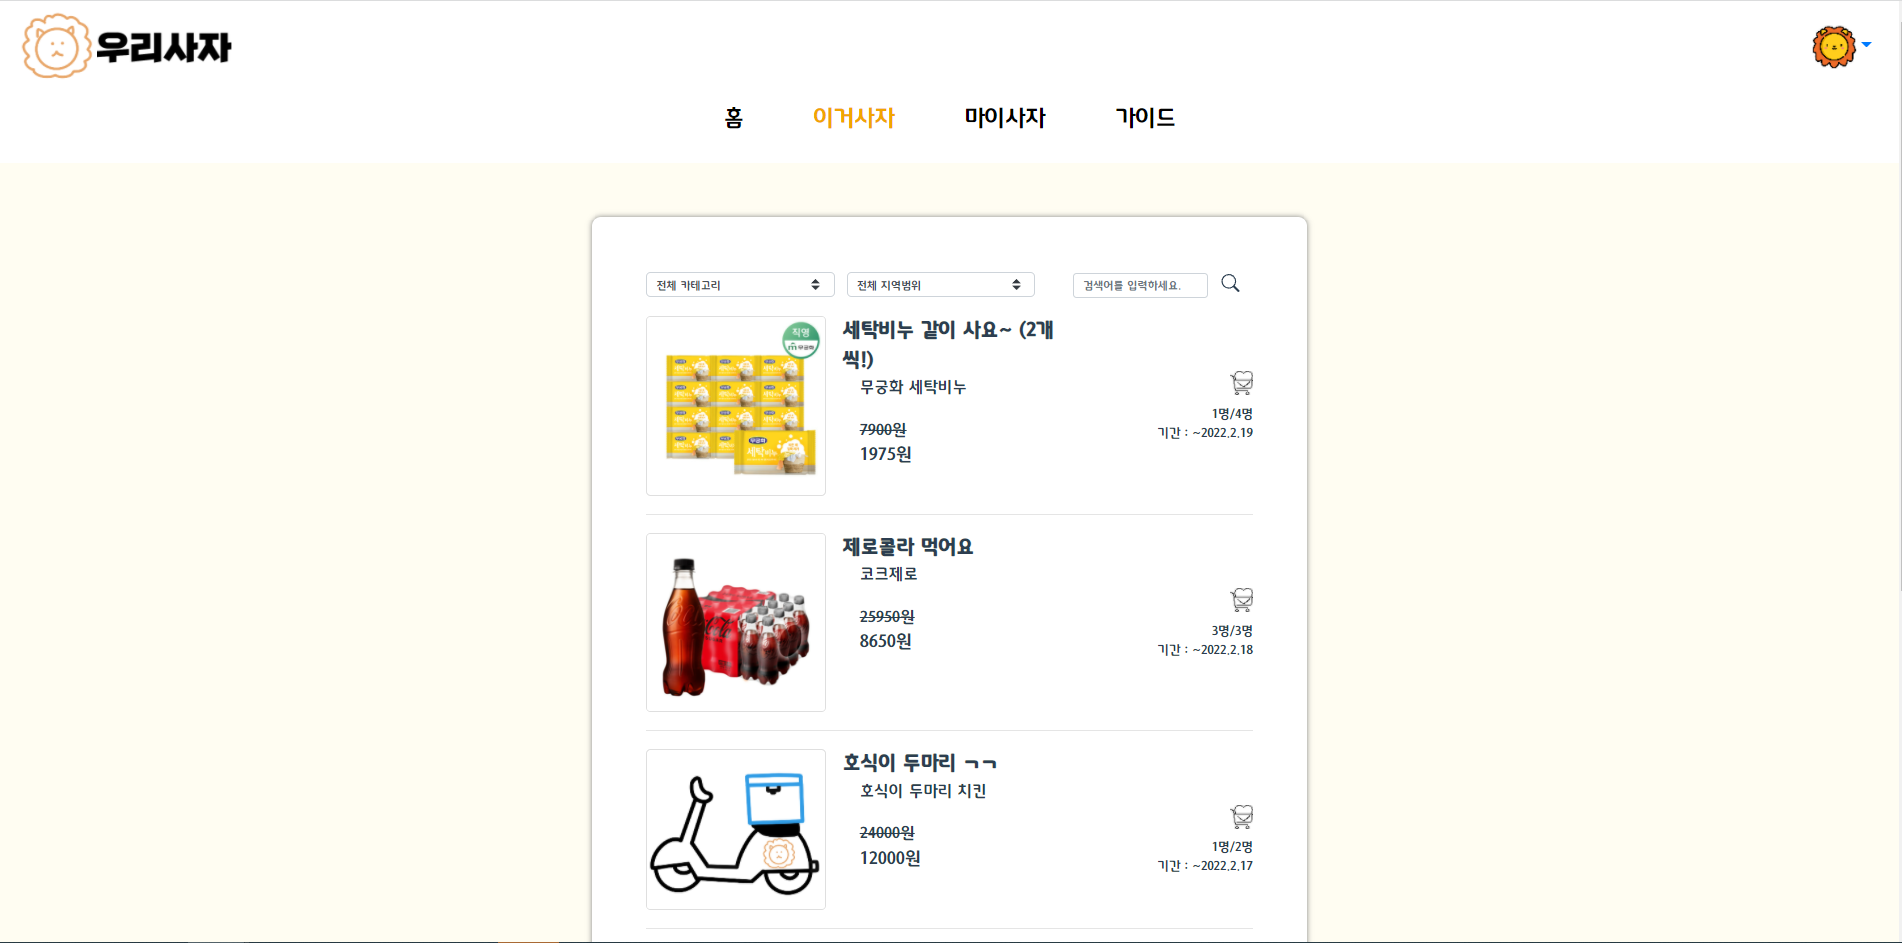 우리사자
홈 이거사자 마이사자 가이드
전체 카테고리 전체 지역범위 검색어를 입력하세요.
직영
무궁화
세탁비누 같이 사요~ (2개
씩!)
무궁화 세탁비누
7900원
1975원
1명/4명
기간 : ~2022.2.19
무궁화
세탁비누
제로콜라 먹어요
코크제로
25950원
8650원
3명/3명
기간 : ~2022.2.18
호식이 두마리 ㄱㄱ
호식이 두마리 치킨
24000원
12000원
1명/2명
기간 : ~2022.2.17